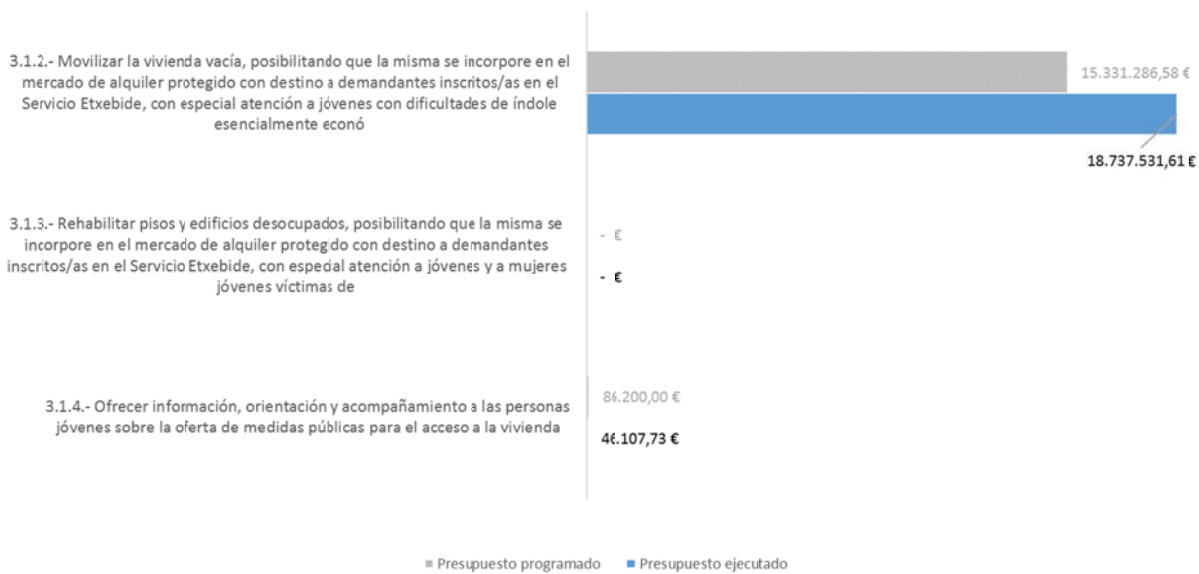 3.1.2.- Movilizar la vivienda vacía, posibilitando que la misma se incorpore en el
mercado de alquiler protegido con destino a demandantes inscritos/as en el
Servicio Etxebide, con especial atención a jóvenes con dificultades de índole
esencialmente econó
15.331.286,58 €
18.737.531,61 €
3.1.3.- Rehabilitar pisos y edificios desocupados, posibilitando que la misma se
incorpore en el mercado de alquiler protegido con destino a demandantes
inscritos/as en el Servicio Etxebide, con especial atención a jóvenes y a mujeres
jóvenes víctimas de
- €
- €
3.1.4.- Ofrecer información, orientación y acompañamiento a las personas
jóvenes sobre la oferta de medidas públicas para el acceso a la vivienda
86.200,00 €
46.107,73 €
Presupuesto programado Presupuesto ejecutado